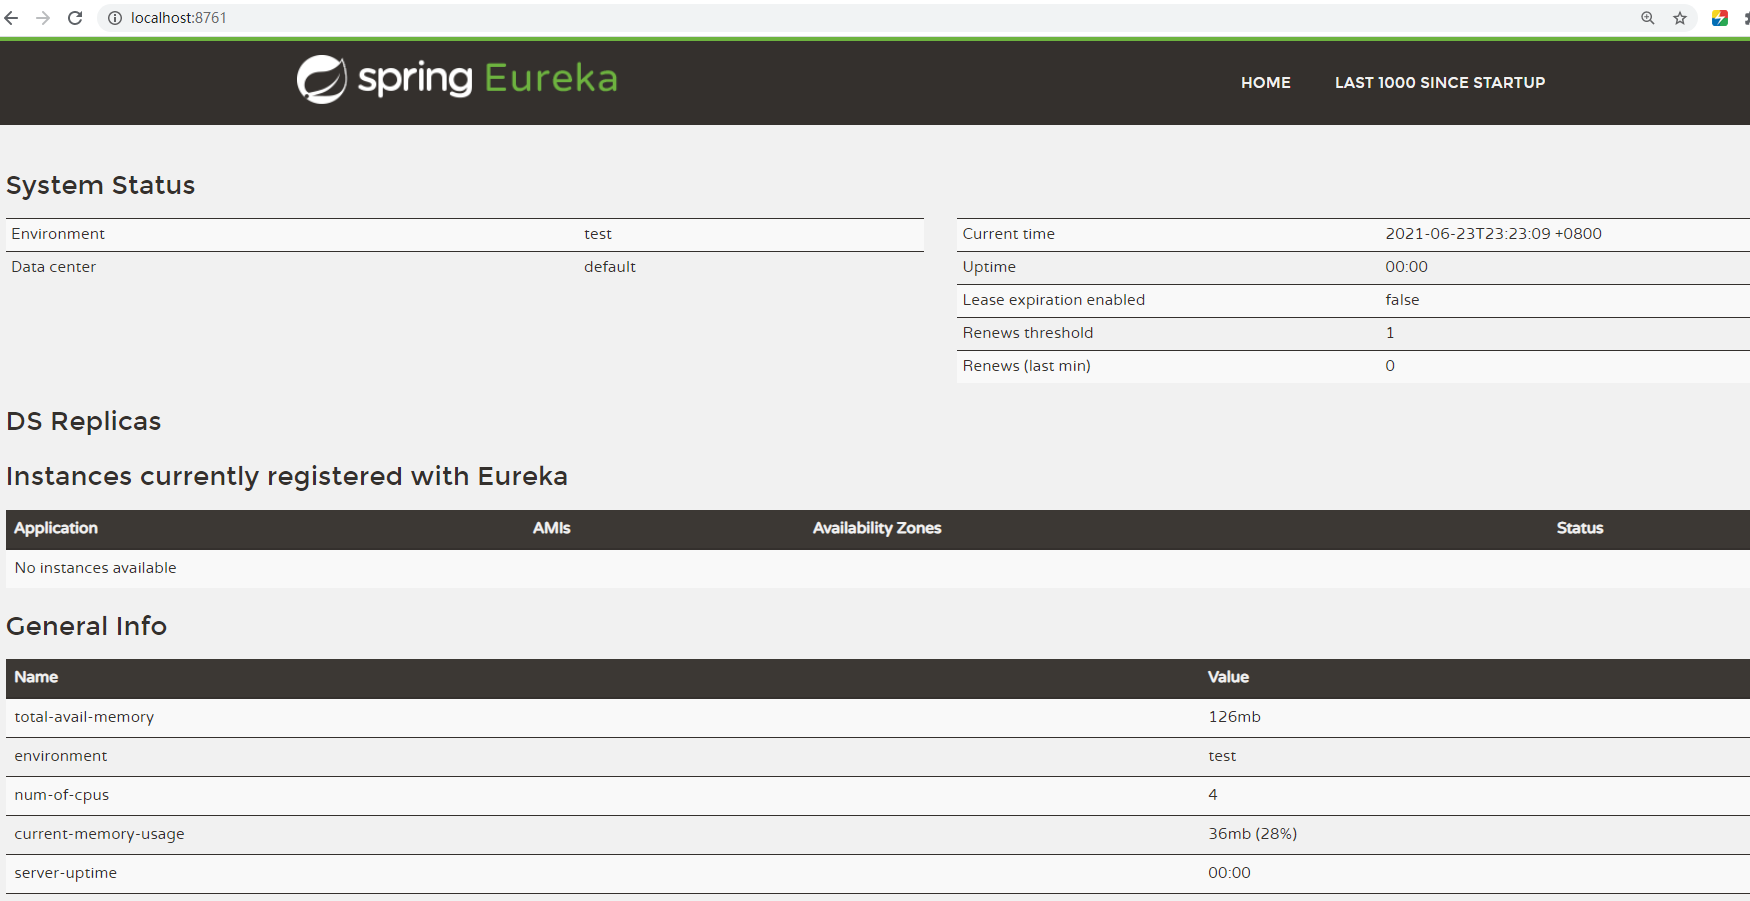 localhost:8761
spring Eureka
HOME LAST 1000 SINCE STARTUP
System Status
Environment test
Data center default
Current time 2021-06-23T23:23:09 +0800
Uptime 00:00
Lease expiration enabled false
Renews threshold 1
Renews (last min) 0
DS Replicas
Instances currently registered with Eureka
Application AMIs Availability Zones Status
No instances available
General Info
Name Value
total-avail-memory 126mb
environment test
num-of-cpus 4
current-memory-usage 36mb (28%)
server-uptime 00:00